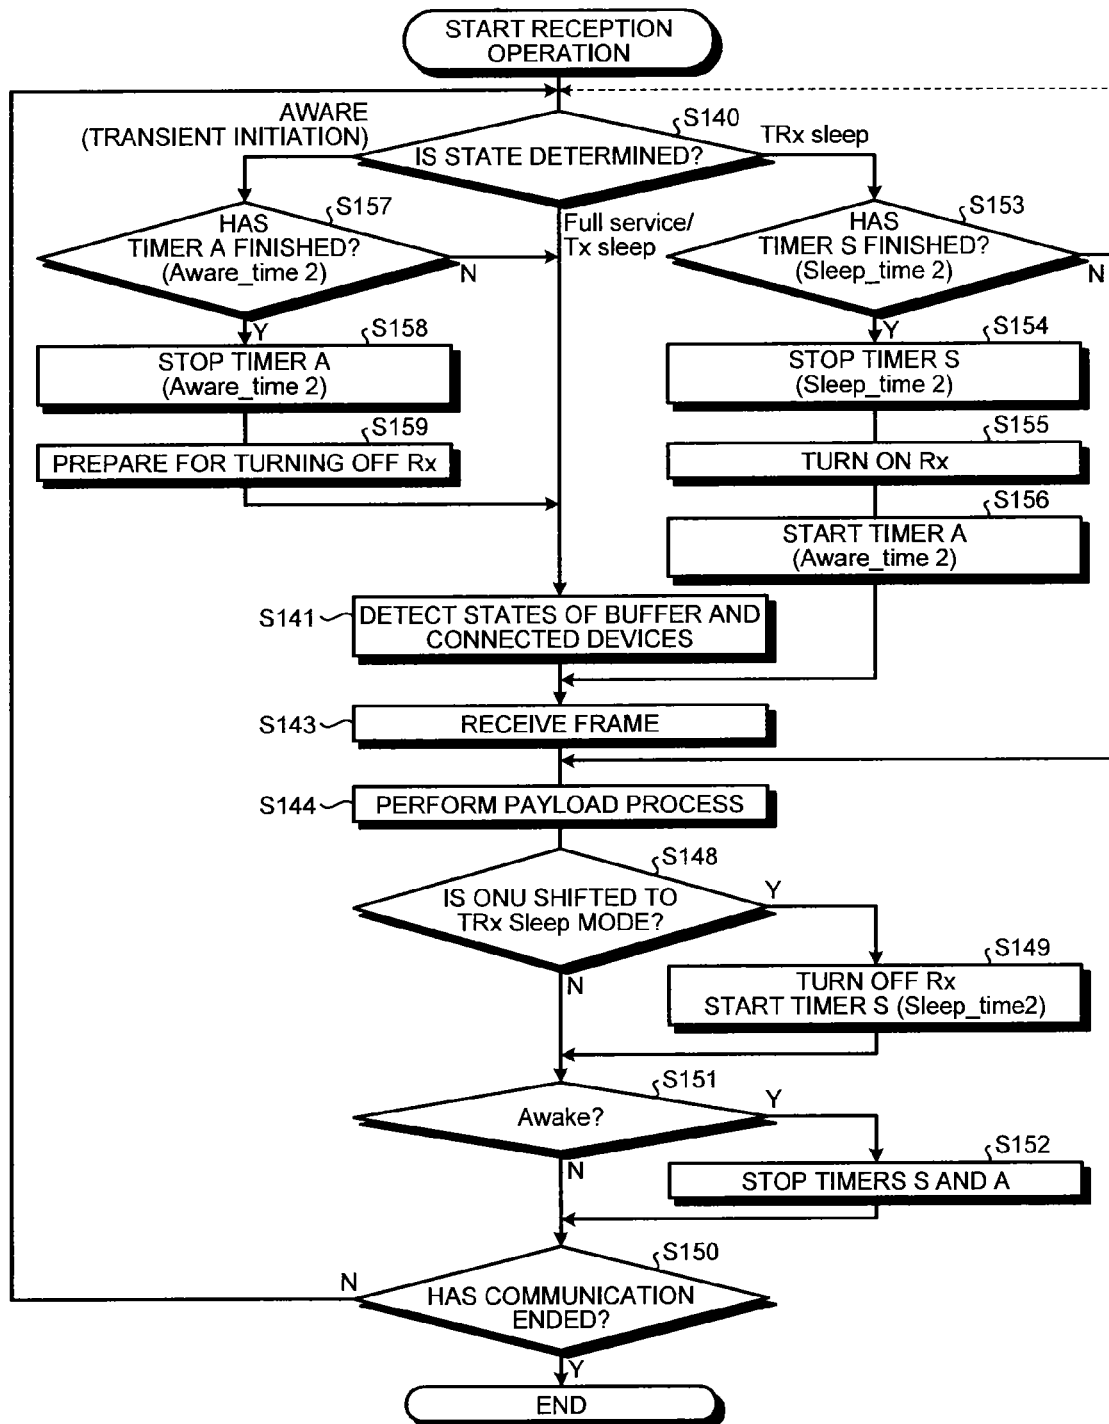 START RECEPTION
OPERATION
AWARE
(TRANSIENT INITIATION)
S140
TRx sleep
IS STATE DETERMINED?
S157
HAS
TIMER A FINISHED?
(Aware_time 2)
N
Full service/
Tx sleep
S153
HAS
TIMER S FINISHED?
(Sleep_time 2)
N
Y
S158
STOP TIMER A
(Aware_time 2)
Y
S154
STOP TIMER S
(Sleep_time 2)
S159
PREPARE FOR TURNING OFF Rx
S155
TURN ON Rx
S156
START TIMER A
(Aware_time 2)
S141
DETECT STATES OF BUFFER AND
CONNECTED DEVICES
S143
RECEIVE FRAME
S144
PERFORM PAYLOAD PROCESS
S148
IS ONU SHIFTED TO
TRx Sleep MODE?
Y
N
S149
TURN OFF Rx
START TIMER S (Sleep_time2)
S151
Awake?
Y
N
S152
STOP TIMERS S AND A
S150
N
HAS COMMUNICATION
ENDED?
Y
END